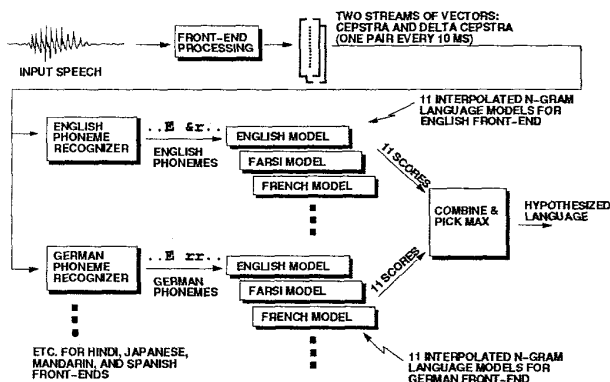 INPUT SPEECH
FRONT-END
PROCESSING
TWO STREAMS OF VECTORS:
CEPSTRA AND DELTA CEPSTRA
(ONE PAIR EVERY 10 MS)
11 INTERPOLATED N-GRAM
LANGUAGE MODELS FOR
ENGLISH FRONT-END
ENGLISH
PHONEME
RECOGNIZER
..E &r..
ENGLISH
PHONEMES
ENGLISH MODEL
FARSI MODEL
FRENCH MODEL
11 SCORES
COMBINE &
PICK MAX
HYPOTHESIZED
LANGUAGE
GERMAN
PHONEME
RECOGNIZER
..E rr..
GERMAN
PHONEMES
ENGLISH MODEL
FARSI MODEL
FRENCH MODEL
11 SCORES
ETC. FOR HINDI, JAPANESE,
MANDARIN, AND SPANISH
FRONT-ENDS
11 INTERPOLATED N-GRAM
LANGUAGE MODELS FOR
GERMAN FRONT-END